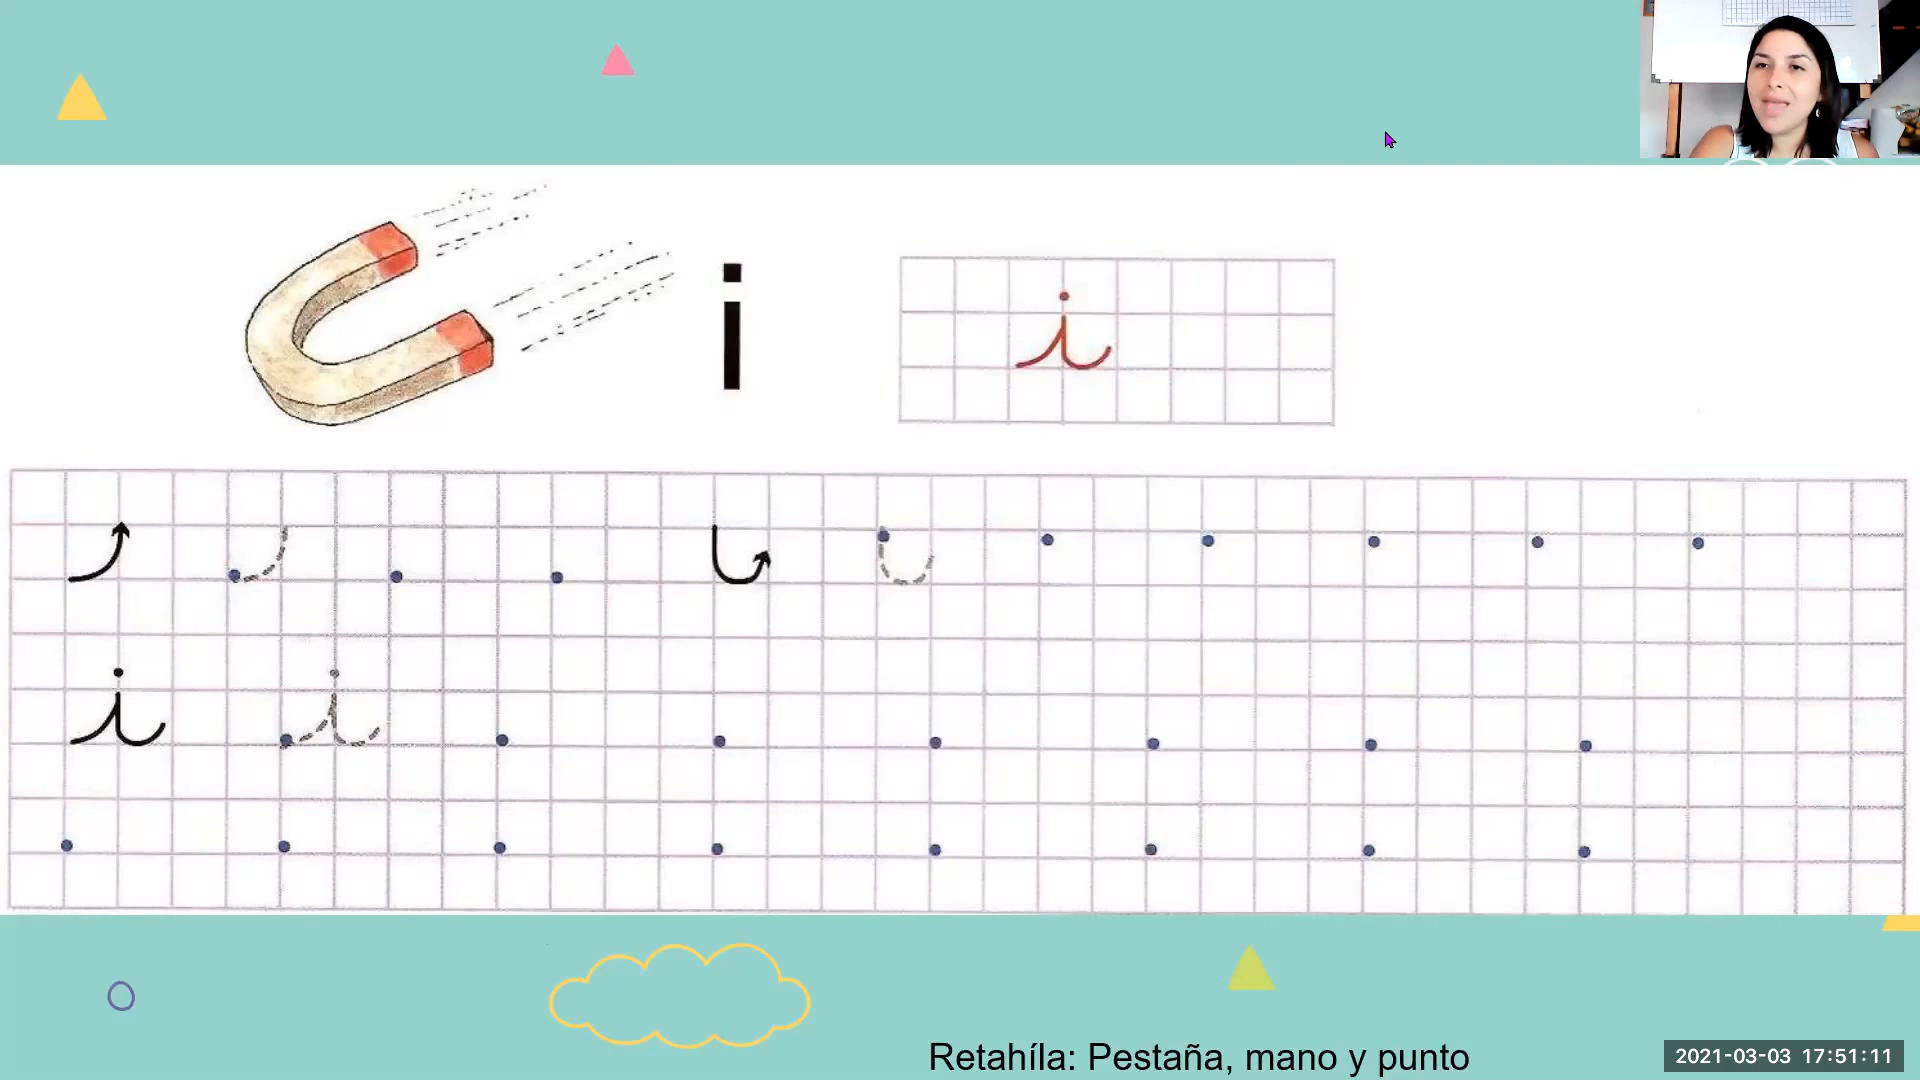 i
i
i i
Retahíla: Pestaña, mano y punto
2021-03-03 17:51:11